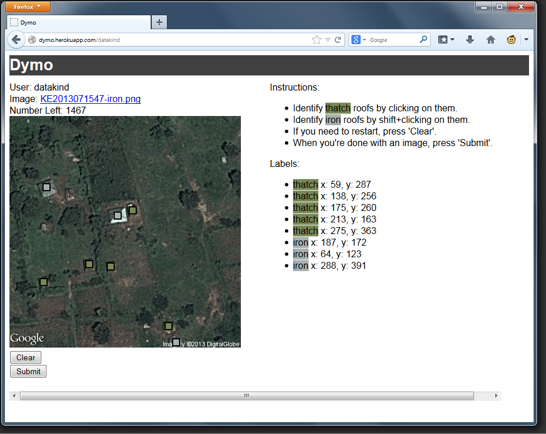 Firefox
Dymo
dymo.herokuapp.com/datakind
Google
Dymo
User: datakind
Image: KE2013071547-iron.png
Number Left: 1467
Google
Image ©2013 DigitalGlobe
Clear
Submit
Instructions:
Identify thatch roofs by clicking on them.
Identify iron roofs by shift+clicking on them.
If you need to restart, press 'Clear'.
When you're done with an image, press 'Submit'.
Labels:
thatch x: 59, y: 287
thatch x: 138, y: 256
thatch x: 175, y: 260
thatch x: 213, y: 163
thatch x: 275, y: 363
iron x: 187, y: 172
iron x: 64, y: 123
iron x: 288, y: 391